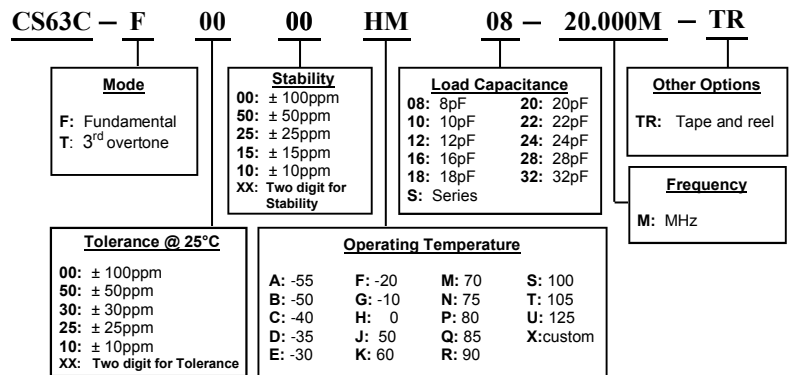 CS63C – F 00 00 HM 08 – 20.000M – TR
Mode
F: Fundamental
T: 3rd overtone
Stability
00: ± 100ppm
50: ± 50ppm
25: ± 25ppm
15: ± 15ppm
10: ± 10ppm
XX: Two digit for
Stability
Load Capacitance
08: 8pF 20: 20pF
10: 10pF 22: 22pF
12: 12pF 24: 24pF
16: 16pF 28: 28pF
18: 18pF 32: 32pF
S: Series
Other Options
TR: Tape and reel
Frequency
M: MHz
Tolerance @ 25°C
00: ± 100ppm
50: ± 50ppm
30: ± 30ppm
25: ± 25ppm
10: ± 10ppm
XX: Two digit for Tolerance
Operating Temperature
A: -55 F: -20 M: 70 S: 100
B: -50 G: -10 N: 75 T: 105
C: -40 H: 0 P: 80 U: 125
D: -35 J: 50 Q: 85 X:custom
E: -30 K: 60 R: 90